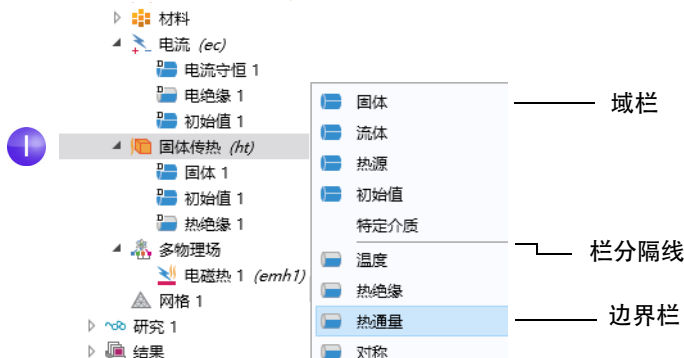 材料
电流 (ec)
电流守恒 1
电绝缘 1
初始值 1
1
固体传热 (ht)
固体 1
初始值 1
热绝缘 1
多物理场
电磁热 1 (emh1)
网格 1
研究 1
结果
固体
流体
热源
初始值
特定介质
温度
热绝缘
热通量
对称
域栏
栏分隔线
边界栏